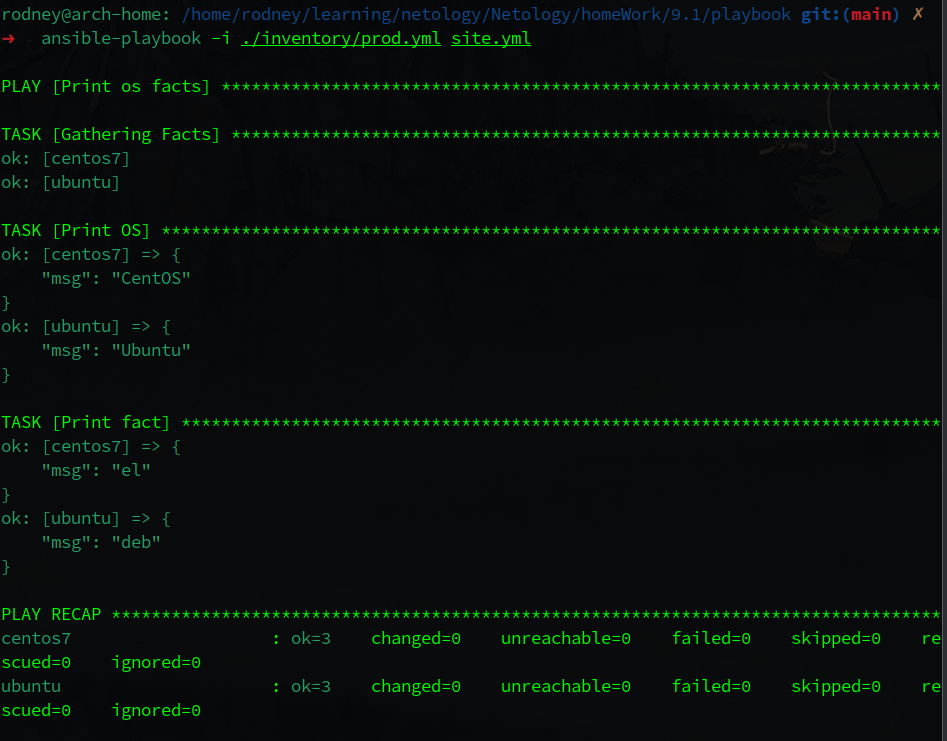 rodney@arch-home: /home/rodney/learning/netology/Netology/homeWork/9.1/playbook git:(main) ✗
→  ansible-playbook -i ./inventory/prod.yml site.yml

PLAY [Print os facts] ************************************************************************

TASK [Gathering Facts] ***********************************************************************
ok: [centos7]
ok: [ubuntu]

TASK [Print OS] ******************************************************************************
ok: [centos7] => {
    "msg": "CentOS"
}
ok: [ubuntu] => {
    "msg": "Ubuntu"
}

TASK [Print fact] ****************************************************************************
ok: [centos7] => {
    "msg": "el"
}
ok: [ubuntu] => {
    "msg": "deb"
}

PLAY RECAP ***********************************************************************************
centos7                    : ok=3    changed=0    unreachable=0    failed=0    skipped=0    re
scued=0    ignored=0
ubuntu                     : ok=3    changed=0    unreachable=0    failed=0    skipped=0    re
scued=0    ignored=0